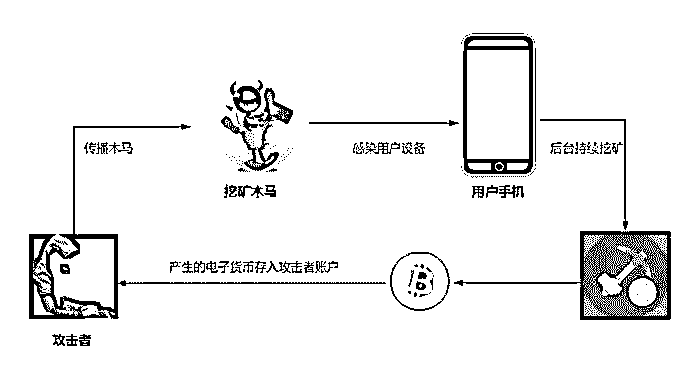 传播木马
感染用户设备
后台持续挖矿
挖矿木马
用户手机
产生的电子货币存入攻击者账户
攻击者